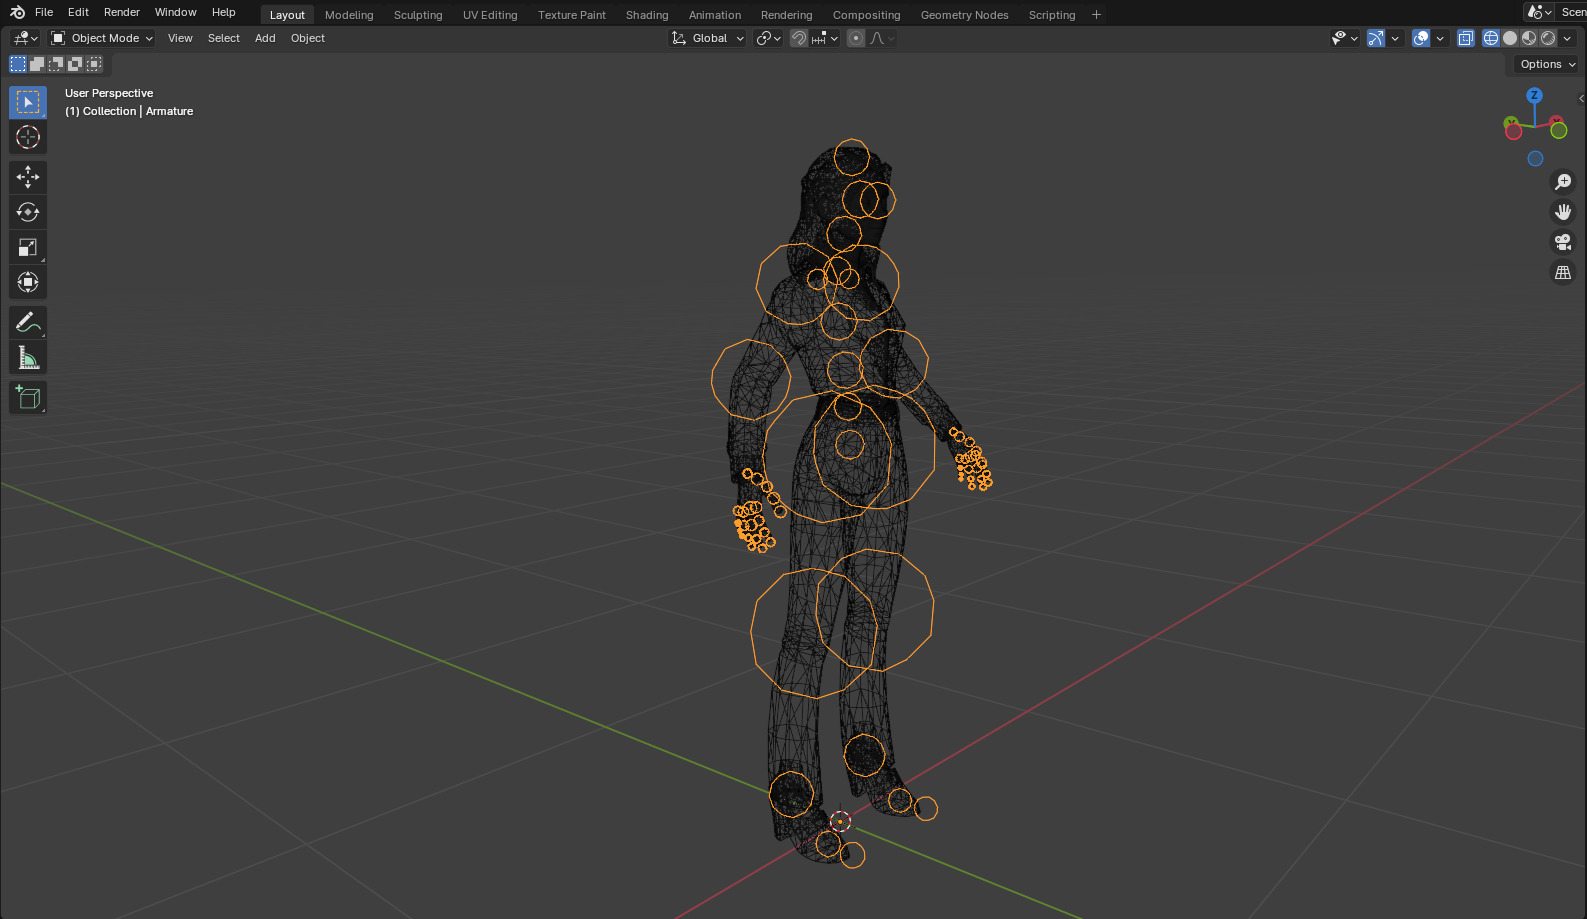 File Edit Render Window Help Layout Modeling Sculpting UV Editing Texture Paint Shading Animation Rendering Compositing Geometry Nodes Scripting + Scen
Object Mode View Select Add Object Global
Options
User Perspective
(1) Collection | Armature
Z